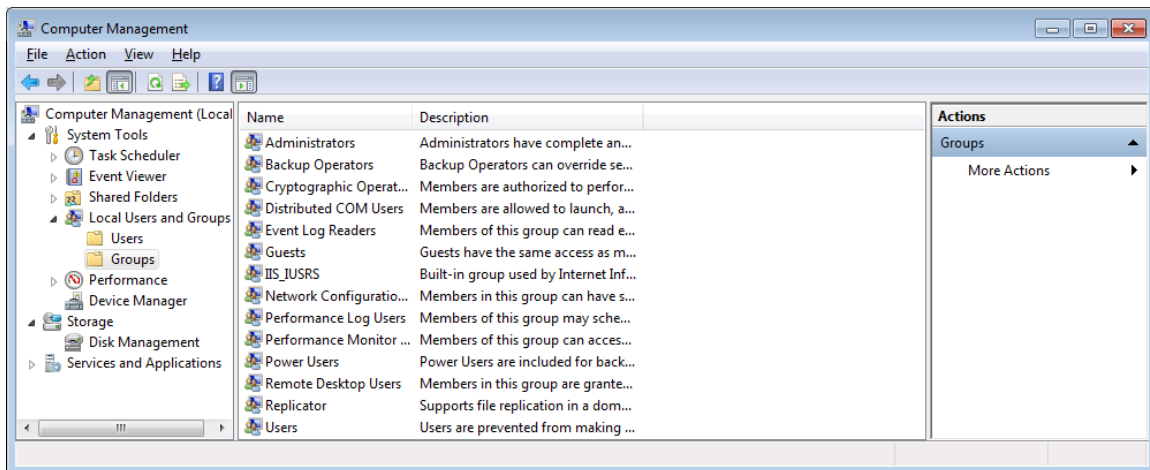 Computer Management
File Action View Help
Computer Management (Local
System Tools
Task Scheduler
Event Viewer
Shared Folders
Local Users and Groups
Users
Groups
Performance
Device Manager
Storage
Disk Management
Services and Applications
Name Description
Administrators Administrators have complete an...
Backup Operators Backup Operators can override se...
Cryptographic Operat... Members are authorized to perfor...
Distributed COM Users Members are allowed to launch, a...
Event Log Readers Members of this group can read e...
Guests Guests have the same access as m...
IIS_IUSRS Built-in group used by Internet Inf...
Network Configuratio... Members in this group can have s...
Performance Log Users Members of this group may sche...
Performance Monitor ... Members of this group can acces...
Power Users Power Users are included for back...
Remote Desktop Users Members in this group are grante...
Replicator Supports file replication in a dom...
Users Users are prevented from making ...
Actions
Groups
More Actions